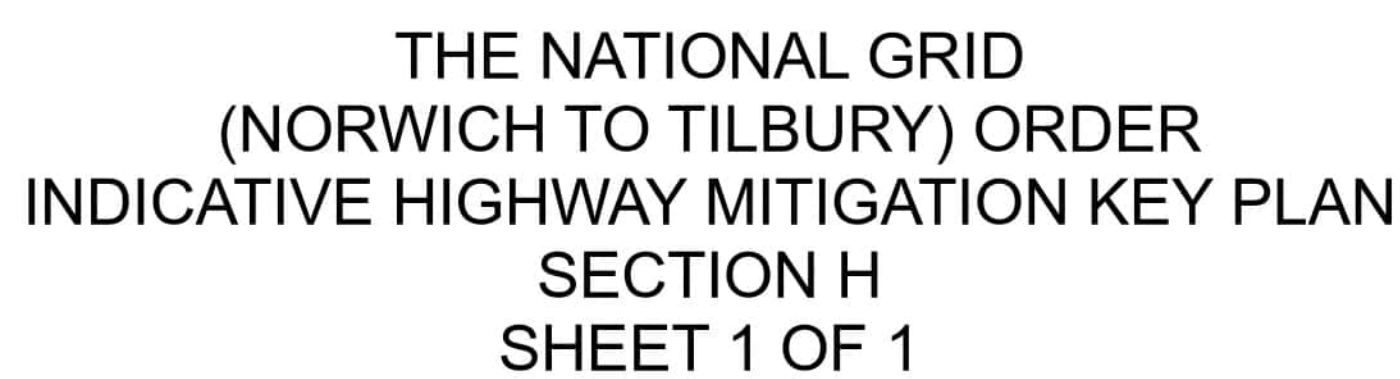 THE NATIONAL GRID
(NORWICH TO TILBURY) ORDER
INDICATIVE HIGHWAY MITIGATION KEY PLAN
SECTION H
SHEET 1 OF 1